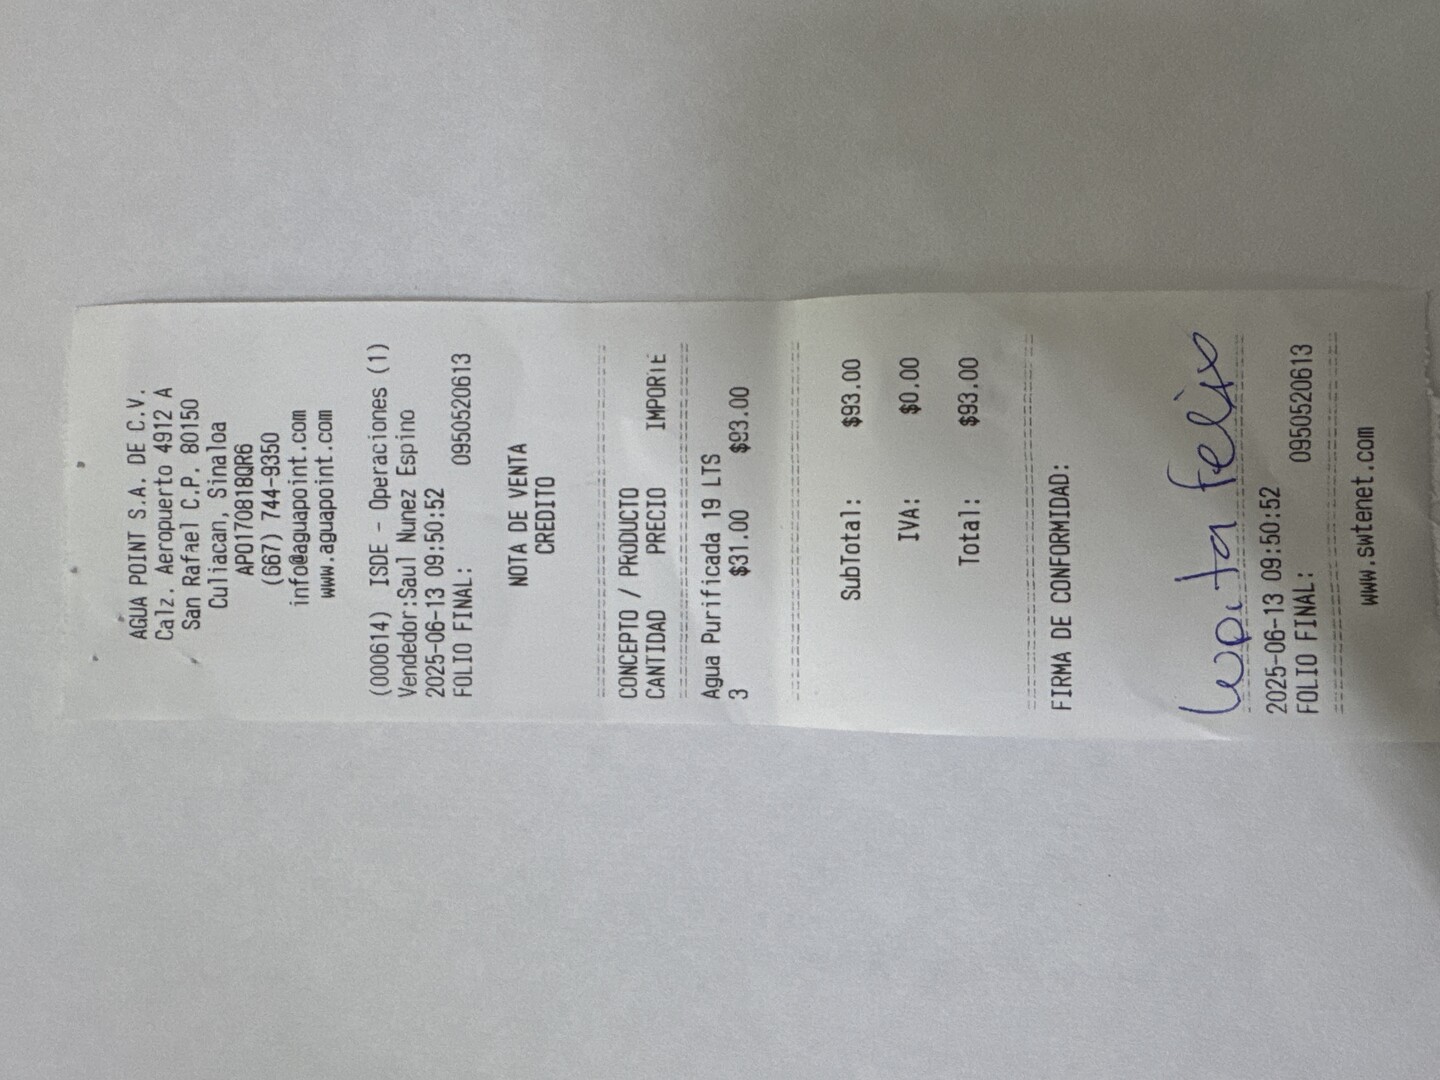 AGUA POINT S.A. DE C.V.
Calz. Aeropuerto 4912 A
San Rafael C.P. 80150
Culiacan, Sinaloa
APO170818QR6
(667) 744-9350
info@aguapoint.com
www.aguapoint.com
(000614) ISDE - Operaciones (1)
Vendedor:Saul Nunez Espino
2025-06-13 09:50:52
FOLIO FINAL: 0950520613
NOTA DE VENTA
CREDITO
CONCEPTO / PRODUCTO
CANTIDAD PRECIO IMPORTE
Agua Purificada 19 LTS
3 $31.00 $93.00
SubTotal: $93.00
IVA: $0.00
Total: $93.00
FIRMA DE CONFORMIDAD:
Lupita Felix
2025-06-13 09:50:52
FOLIO FINAL: 0950520613
www.swtenet.com